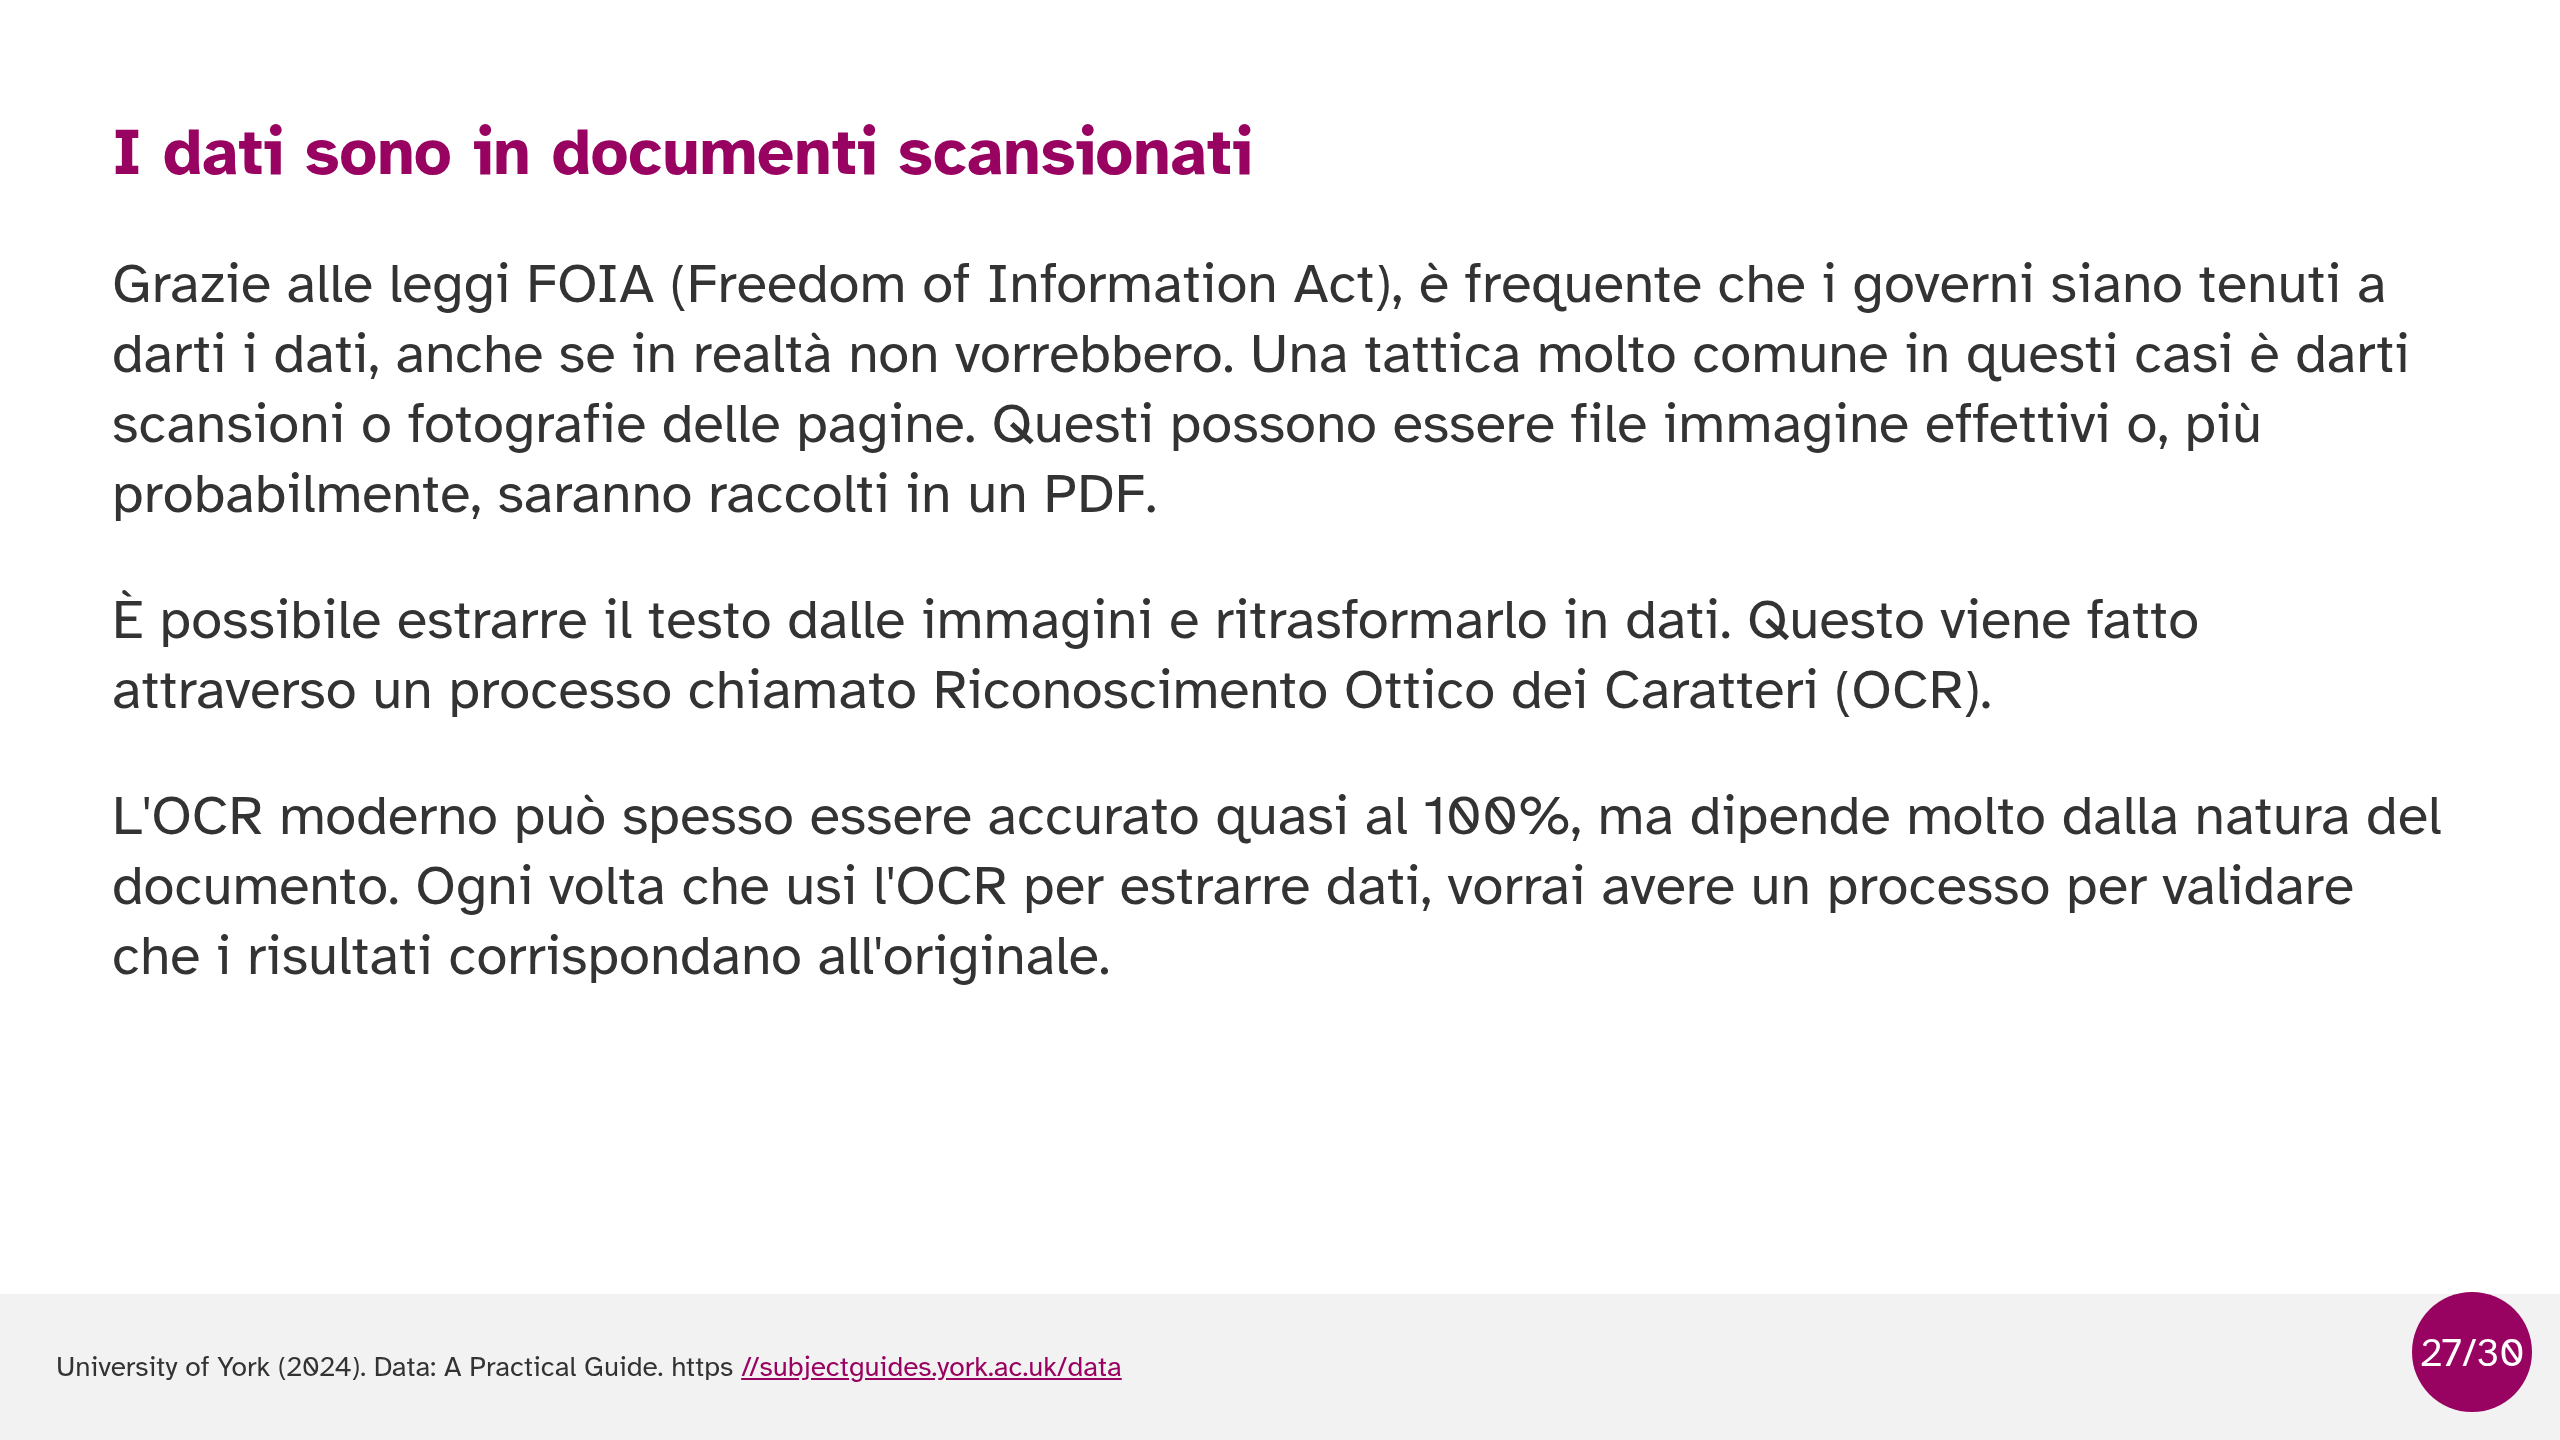 I dati sono in documenti scansionati
Grazie alle leggi FOIA (Freedom of Information Act), è frequente che i governi siano tenuti a
darti i dati, anche se in realtà non vorrebbero. Una tattica molto comune in questi casi è darti
scansioni o fotografie delle pagine. Questi possono essere file immagine effettivi o, più
probabilmente, saranno raccolti in un PDF.
È possibile estrarre il testo dalle immagini e ritrasformarlo in dati. Questo viene fatto
attraverso un processo chiamato Riconoscimento Ottico dei Caratteri (OCR).
L'OCR moderno può spesso essere accurato quasi al 100%, ma dipende molto dalla natura del
documento. Ogni volta che usi l'OCR per estrarre dati, vorrai avere un processo per validare
che i risultati corrispondano all'originale.
University of York (2024). Data: A Practical Guide. https //subjectguides.york.ac.uk/data
27/30